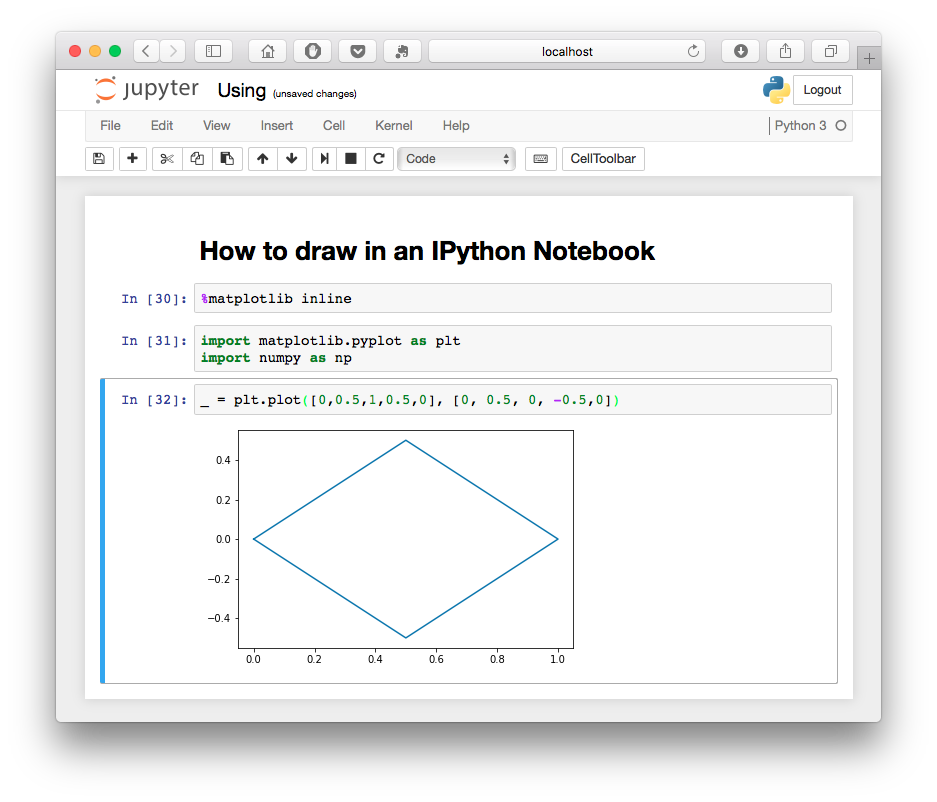 localhost
jupyter Using (unsaved changes)
Logout
File Edit View Insert Cell Kernel Help
Python 3
Code
CellToolbar
How to draw in an IPython Notebook
In [30]: %matplotlib inline
In [31]: import matplotlib.pyplot as plt
import numpy as np
In [32]: _ = plt.plot([0,0.5,1,0.5,0], [0, 0.5, 0, -0.5,0])
0.4
0.2
0.0
−0.2
−0.4
0.0 0.2 0.4 0.6 0.8 1.0